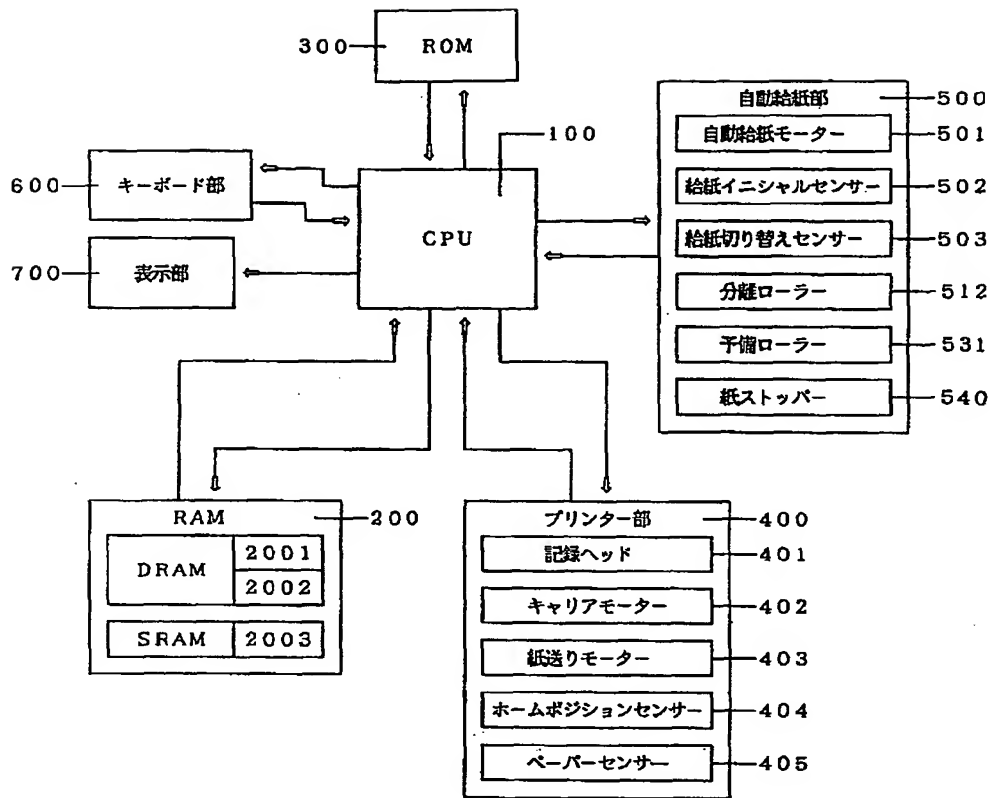 300
ROM
自動給紙部
500
100
自動給紙モーター
501
600
キーボード部
給紙イニシャルセンサー
502
CPU
給紙切り替えセンサー
503
700
表示部
分離ローラー
512
予備ローラー
531
紙ストッパー
540
RAM
200
プリンター部
400
DRAM
2001
2002
記録ヘッド
401
キャリアモーター
402
SRAM
2003
紙送りモーター
403
ホームポジションセンサー
404
ペーパーセンサー
405